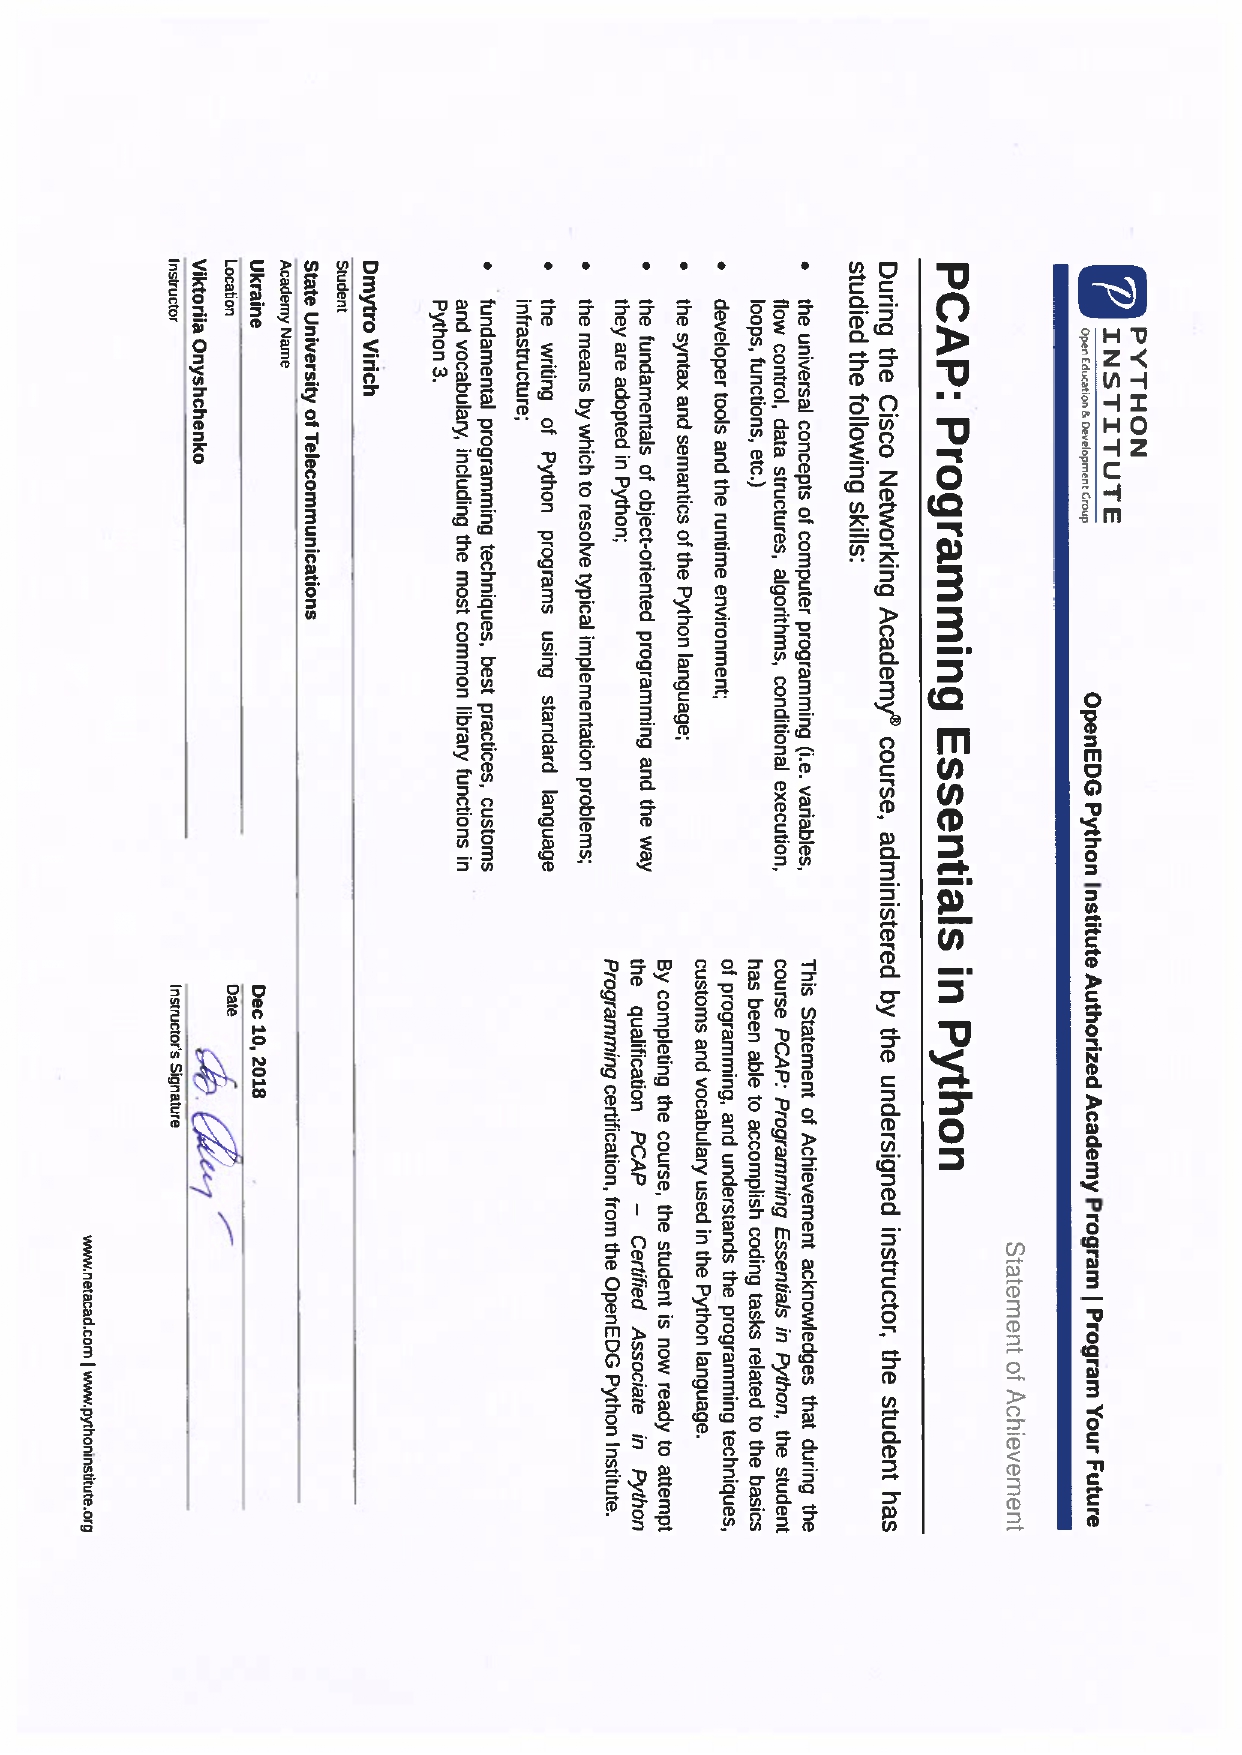 PYTHON
INSTITUTE
Open Education & Development Group
OpenEDG Python Institute Authorized Academy Program | Program Your Future
Statement of Achievement
PCAP: Programming Essentials in Python
During the Cisco Networking Academy® course, administered by the undersigned instructor, the student has
studied the following skills:
• the universal concepts of computer programming (i.e. variables,
flow control, data structures, algorithms, conditional execution,
loops, functions, etc.)
• developer tools and the runtime environment;
• the syntax and semantics of the Python language;
• the fundamentals of object-oriented programming and the way
they are adopted in Python;
• the means by which to resolve typical implementation problems;
• the writing of Python programs using standard language
infrastructure;
• fundamental programming techniques, best practices, customs
and vocabulary, including the most common library functions in
Python 3.
This Statement of Achievement acknowledges that during the
course PCAP: Programming Essentials in Python, the student
has been able to accomplish coding tasks related to the basics
of programming, and understands the programming techniques,
customs and vocabulary used in the Python language.
By completing the course, the student is now ready to attempt
the qualification PCAP – Certified Associate in Python
Programming certification, from the OpenEDG Python Institute.
Dmytro Virich
Student
State University of Telecommunications
Academy Name
Ukraine
Location
Dec 10, 2018
Date
Viktoriia Onyshchenko
Instructor
Instructor's Signature
www.netacad.com | www.pythoninstitute.org